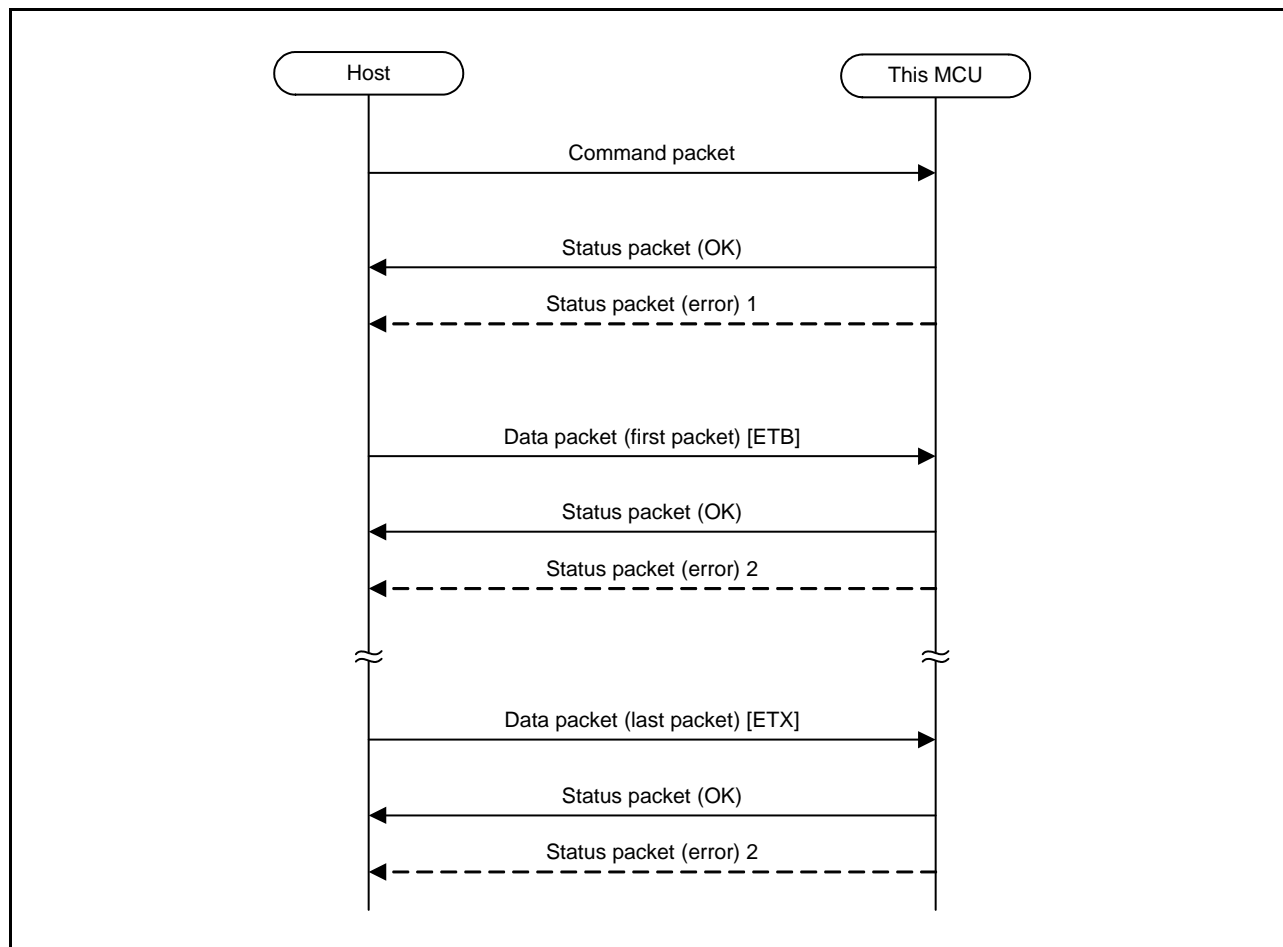 Host
This MCU
Command packet
Status packet (OK)
Status packet (error) 1
Data packet (first packet) [ETB]
Status packet (OK)
Status packet (error) 2
Data packet (last packet) [ETX]
Status packet (OK)
Status packet (error) 2